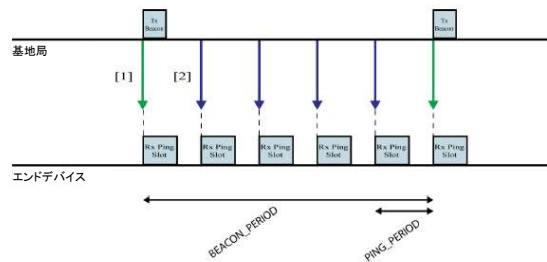 Tx
Beacon
Tx
Beacon
基地局
[1]
[2]
Rx Ping
Slot
Rx Ping
Slot
Rx Ping
Slot
Rx Ping
Slot
Rx Ping
Slot
Rx Ping
Slot
エンドデバイス
BEACON_PERIOD
PING_PERIOD